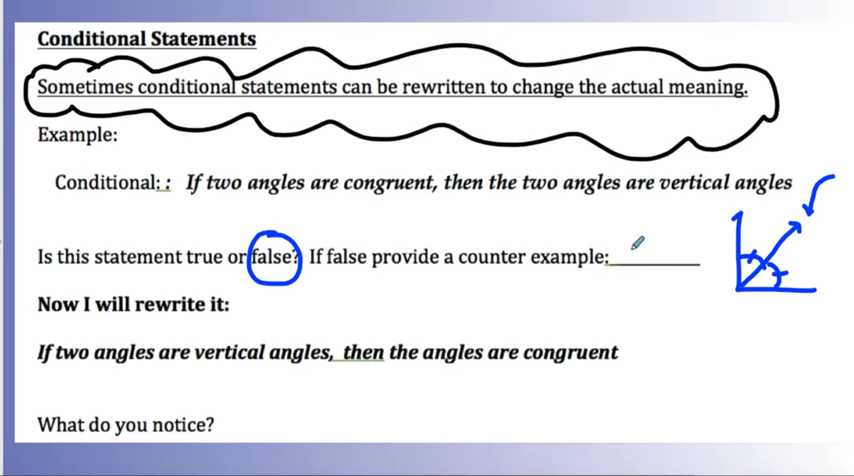 Conditional Statements
Sometimes conditional statements can be rewritten to change the actual meaning.
Example:
Conditional: : If two angles are congruent, then the two angles are vertical angles
Is this statement true or false? If false provide a counter example:________
Now I will rewrite it:
If two angles are vertical angles, then the angles are congruent
What do you notice?